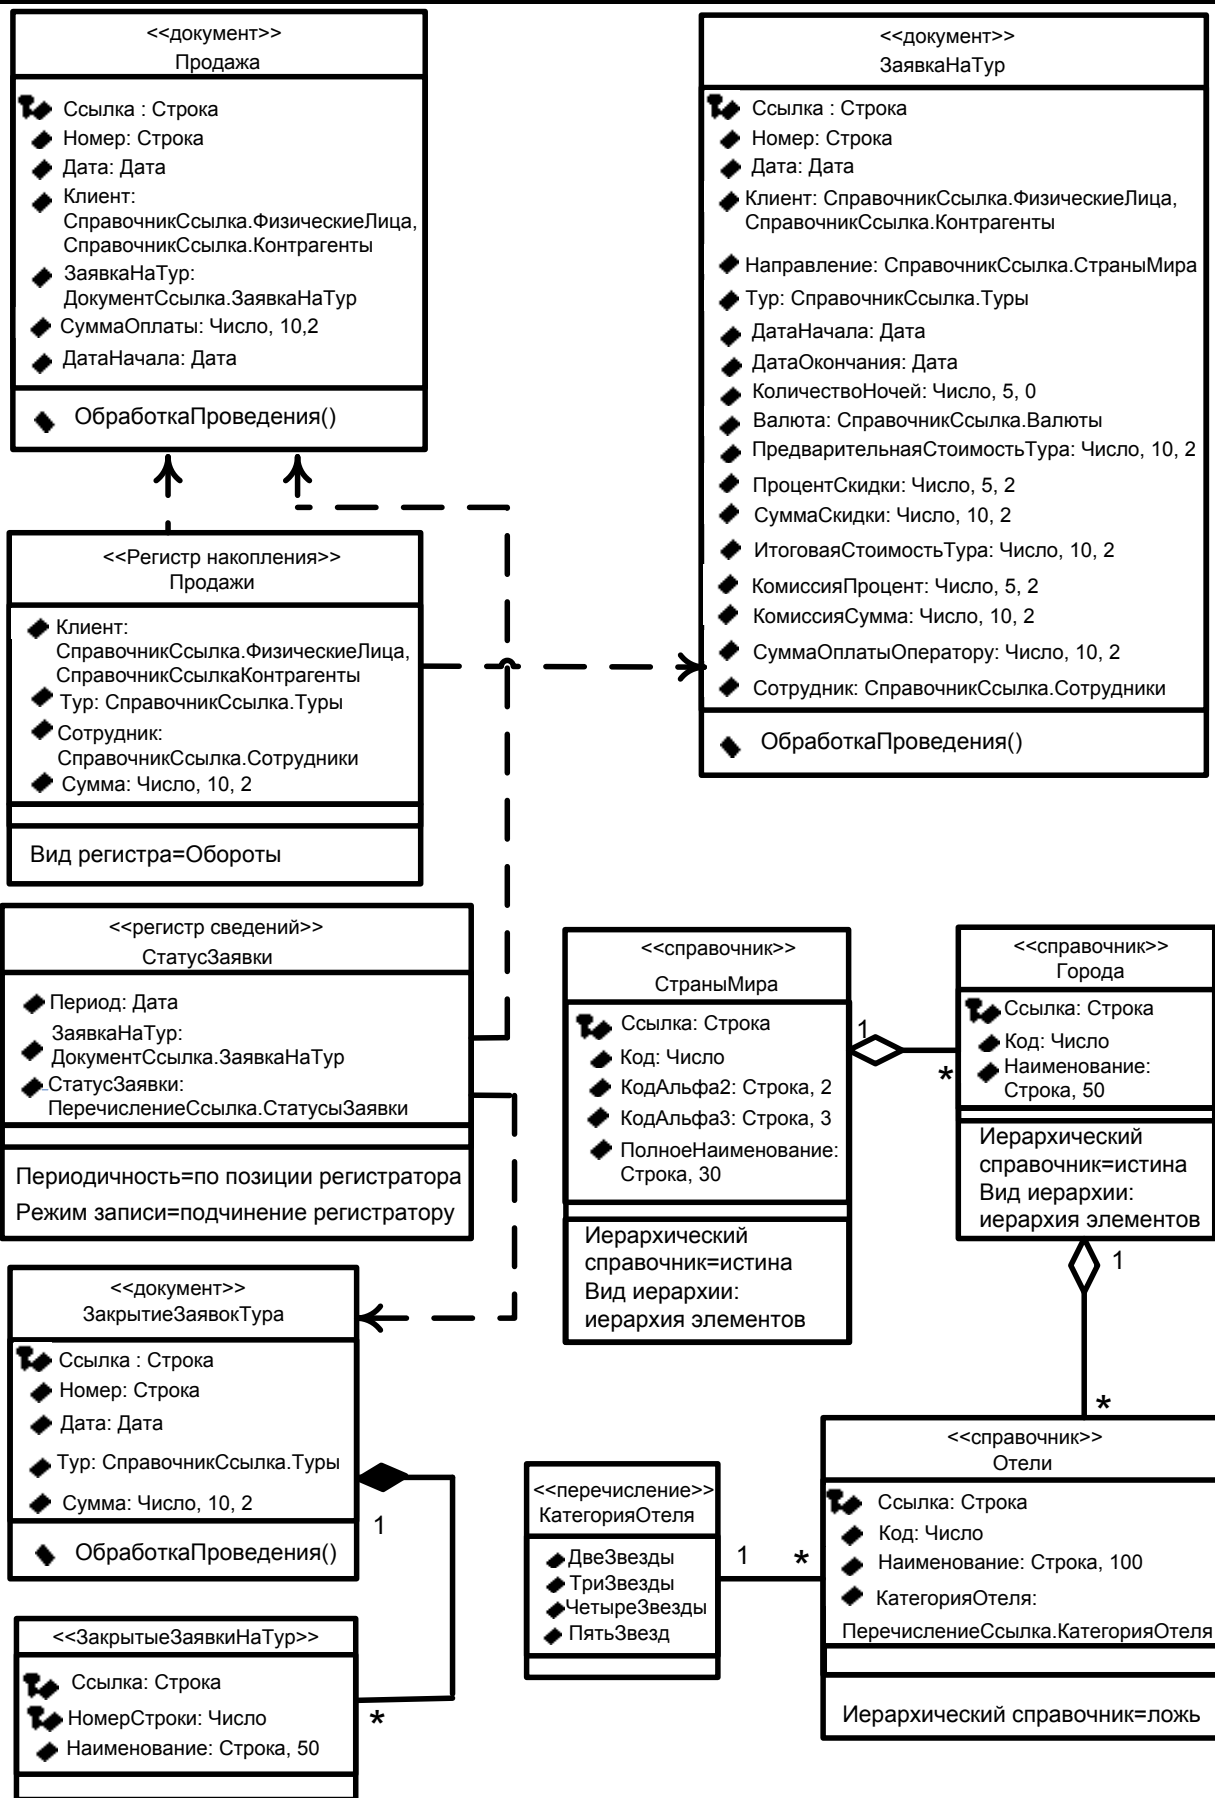 <<документ>>
Продажа
Ссылка : Строка
Номер: Строка
Дата: Дата
Клиент:
СправочникСсылка.ФизическиеЛица,
СправочникСсылка.Контрагенты
ЗаявкаНаТур:
ДокументСсылка.ЗаявкаНаТур
СуммаОплаты: Число, 10,2
ДатаНачала: Дата
ОбработкаПроведения()
<<документ>>
ЗаявкаНаТур
Ссылка : Строка
Номер: Строка
Дата: Дата
Клиент: СправочникСсылка.ФизическиеЛица,
СправочникСсылка.Контрагенты
Направление: СправочникСсылка.СтраныМира
Тур: СправочникСсылка.Туры
ДатаНачала: Дата
ДатаОкончания: Дата
КоличествоНочей: Число, 5, 0
Валюта: СправочникСсылка.Валюты
ПредварительнаяСтоимостьТура: Число, 10, 2
ПроцентСкидки: Число, 5, 2
СуммаСкидки: Число, 10, 2
ИтоговаяСтоимостьТура: Число, 10, 2
КомиссияПроцент: Число, 5, 2
КомиссияСумма: Число, 10, 2
СуммаОплатыОператору: Число, 10, 2
Сотрудник: СправочникСсылка.Сотрудники
ОбработкаПроведения()
<<Регистр накопления>>
Продажи
Клиент:
СправочникСсылка.ФизическиеЛица,
СправочникСсылкаКонтрагенты
Тур: СправочникСсылка.Туры
Сотрудник:
СправочникСсылка.Сотрудники
Сумма: Число, 10, 2
Вид регистра=Обороты
<<регистр сведений>>
СтатусЗаявки
Период: Дата
ЗаявкаНаТур:
ДокументСсылка.ЗаявкаНаТур
СтатусЗаявки:
ПеречислениеСсылка.СтатусыЗаявки
Периодичность=по позиции регистратора
Режим записи=подчинение регистратору
<<справочник>>
СтраныМира
Ссылка: Строка
Код: Число
КодАльфа2: Строка, 2
КодАльфа3: Строка, 3
ПолноеНаименование:
Строка, 30
Иерархический
справочник=истина
Вид иерархии:
иерархия элементов
1
*
<<справочник>>
Города
Ссылка: Строка
Код: Число
Наименование:
Строка, 50
Иерархический
справочник=истина
Вид иерархии:
иерархия элементов
1
*
<<документ>>
ЗакрытиеЗаявокТура
Ссылка : Строка
Номер: Строка
Дата: Дата
Тур: СправочникСсылка.Туры
Сумма: Число, 10, 2
ОбработкаПроведения()
1
*
<<ЗакрытыеЗаявкиНаТур>>
Ссылка: Строка
НомерСтроки: Число
Наименование: Строка, 50
<<перечисление>>
КатегорияОтеля
ДвеЗвезды
ТриЗвезды
ЧетыреЗвезды
ПятьЗвезд
1
*
<<справочник>>
Отели
Ссылка: Строка
Код: Число
Наименование: Строка, 100
КатегорияОтеля:
ПеречислениеСсылка.КатегорияОтеля
Иерархический справочник=ложь